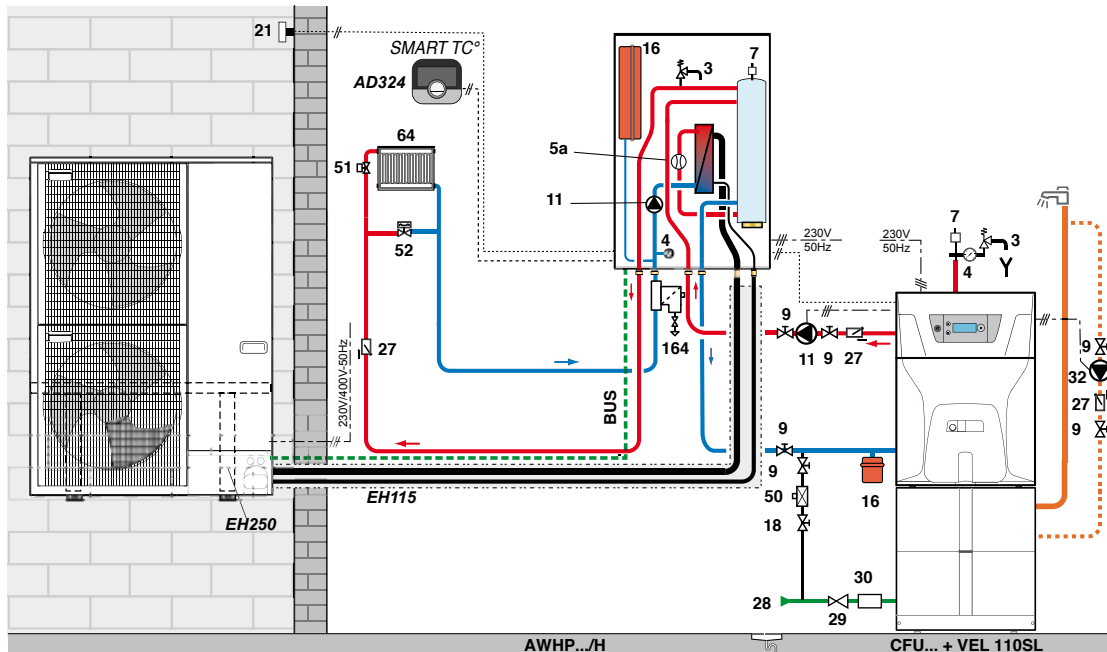 21
SMART TC°
AD324
16
7
3
64
51
5a
11
52
4
230V
50Hz
230V
50Hz
7
3
4
Y
27
230V/400V-50Hz
164
9
11
9
27
9
32
27
9
BUS
9
9
50
16
18
EH115
EH250
28
29
30
AWHP.../H
CFU... + VEL 110SL